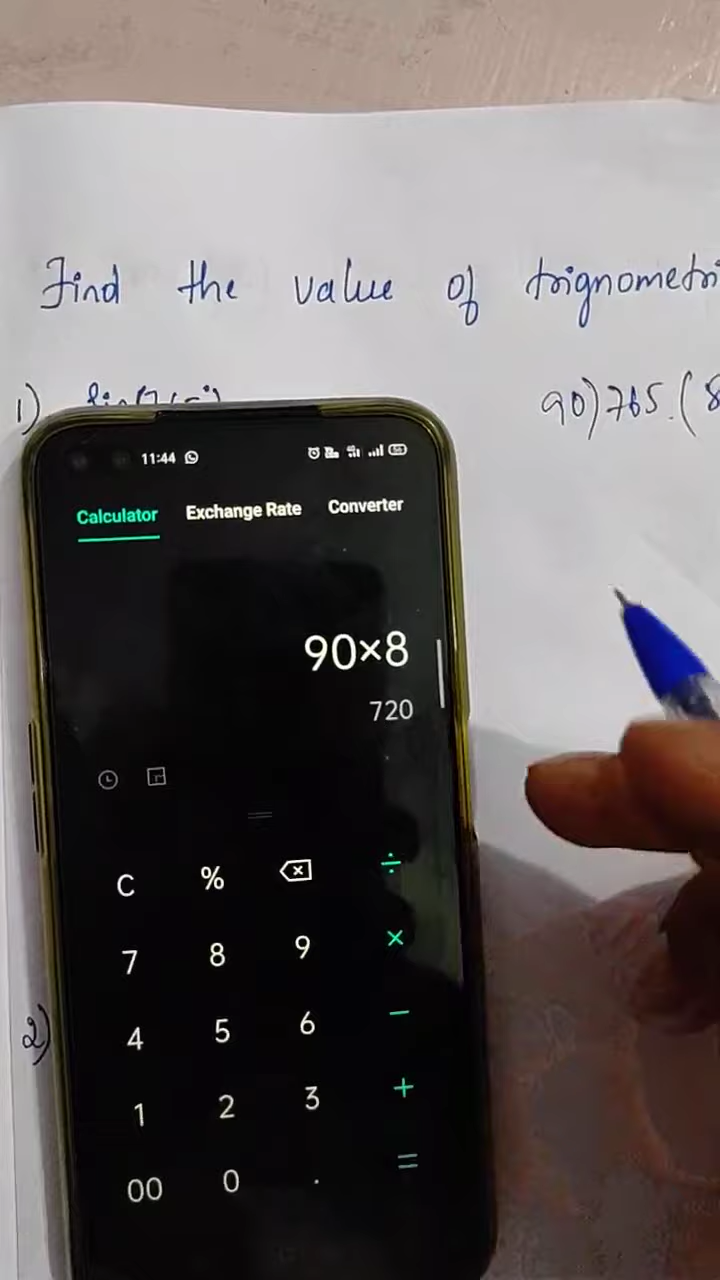 Find the value of trignometri
1)
90)765.(8
11:44
Calculator Exchange Rate Converter
90×8
720
C % ÷
7 8 9 ×
4 5 6 −
2)
1 2 3 +
00 0 . =